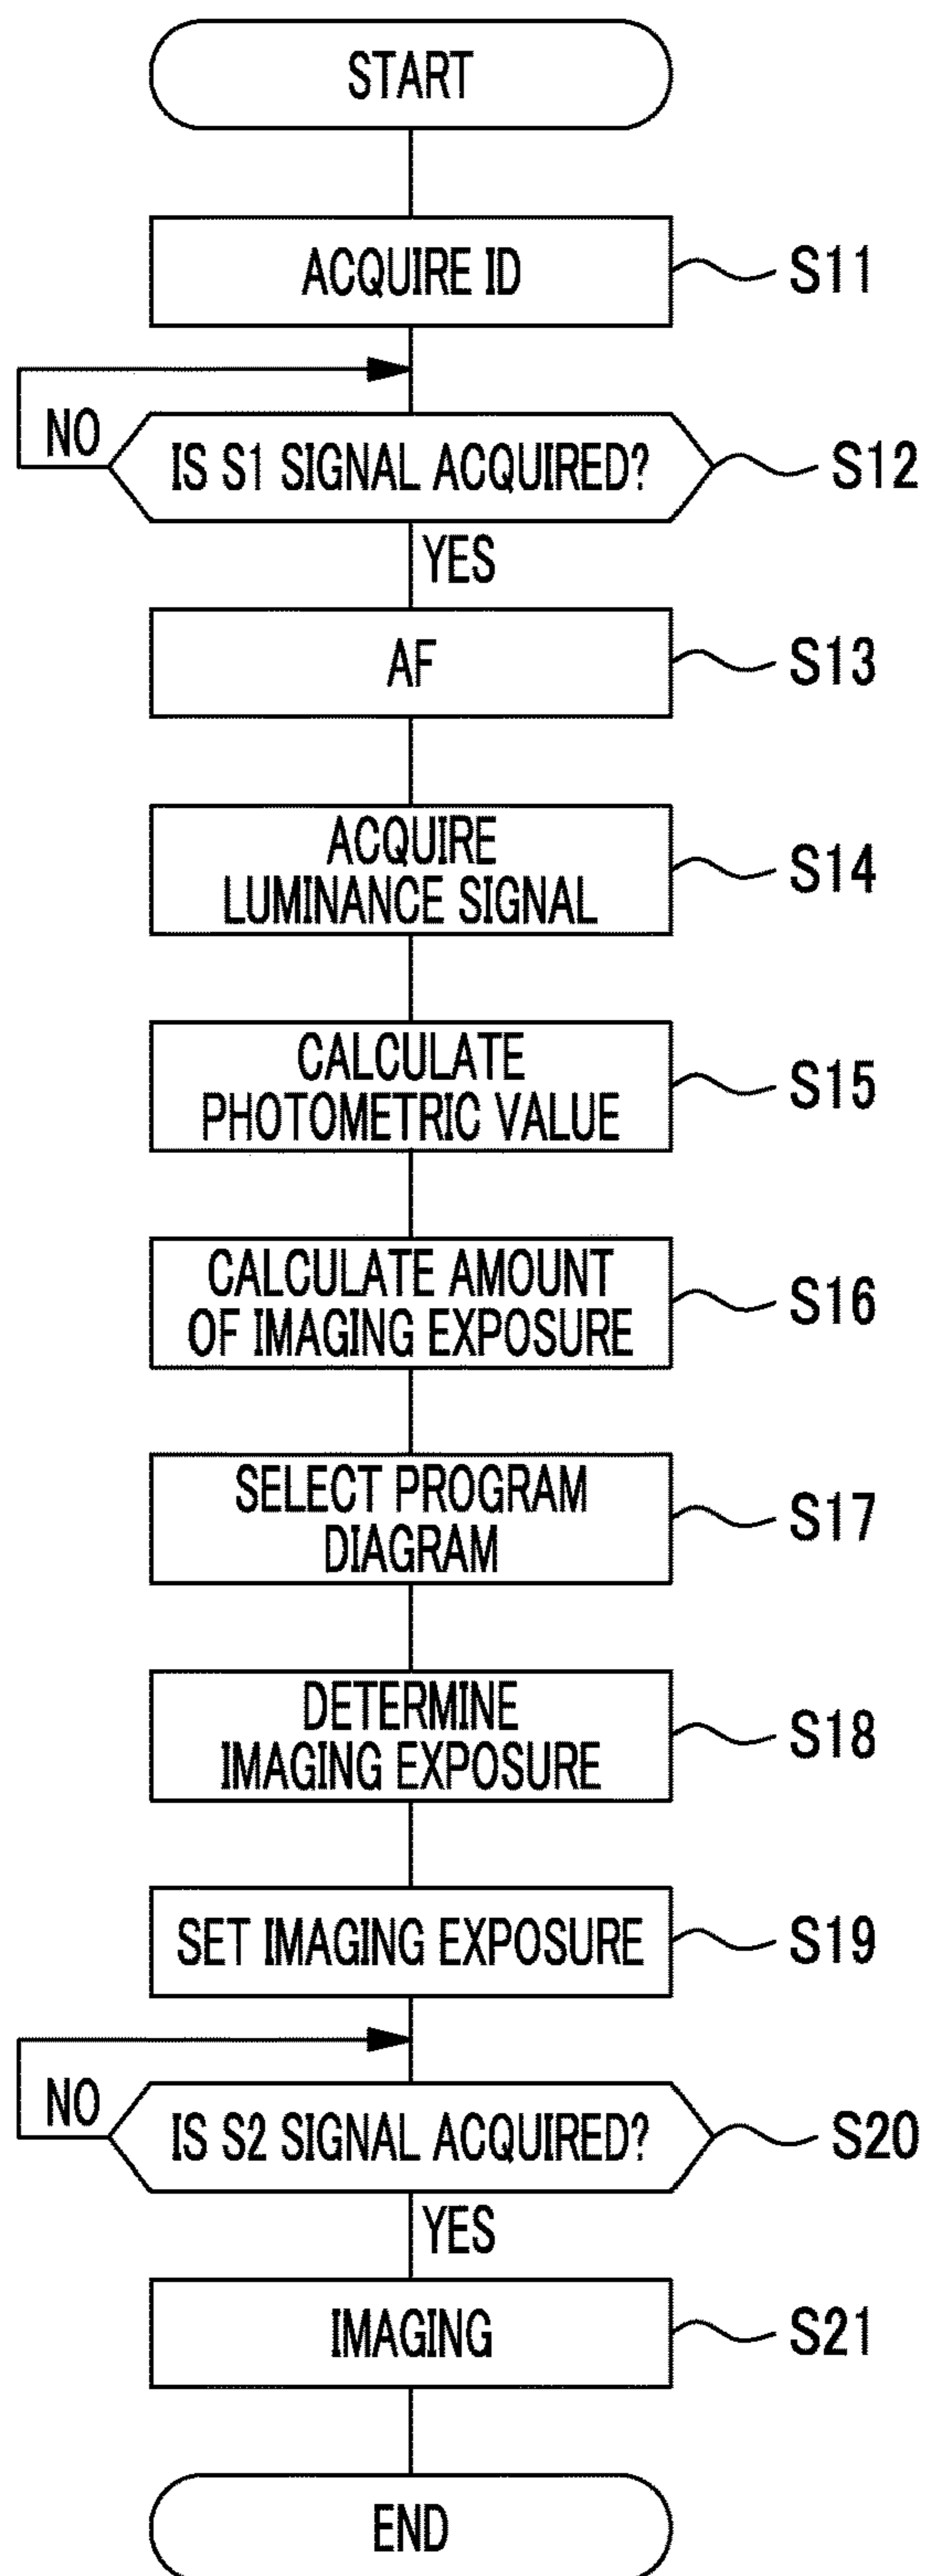 START
ACQUIRE ID
S11
NO
IS S1 SIGNAL ACQUIRED?
S12
YES
AF
S13
ACQUIRE
LUMINANCE SIGNAL
S14
CALCULATE
PHOTOMETRIC VALUE
S15
CALCULATE AMOUNT
OF IMAGING EXPOSURE
S16
SELECT PROGRAM
DIAGRAM
S17
DETERMINE
IMAGING EXPOSURE
S18
SET IMAGING EXPOSURE
S19
NO
IS S2 SIGNAL ACQUIRED?
S20
YES
IMAGING
S21
END